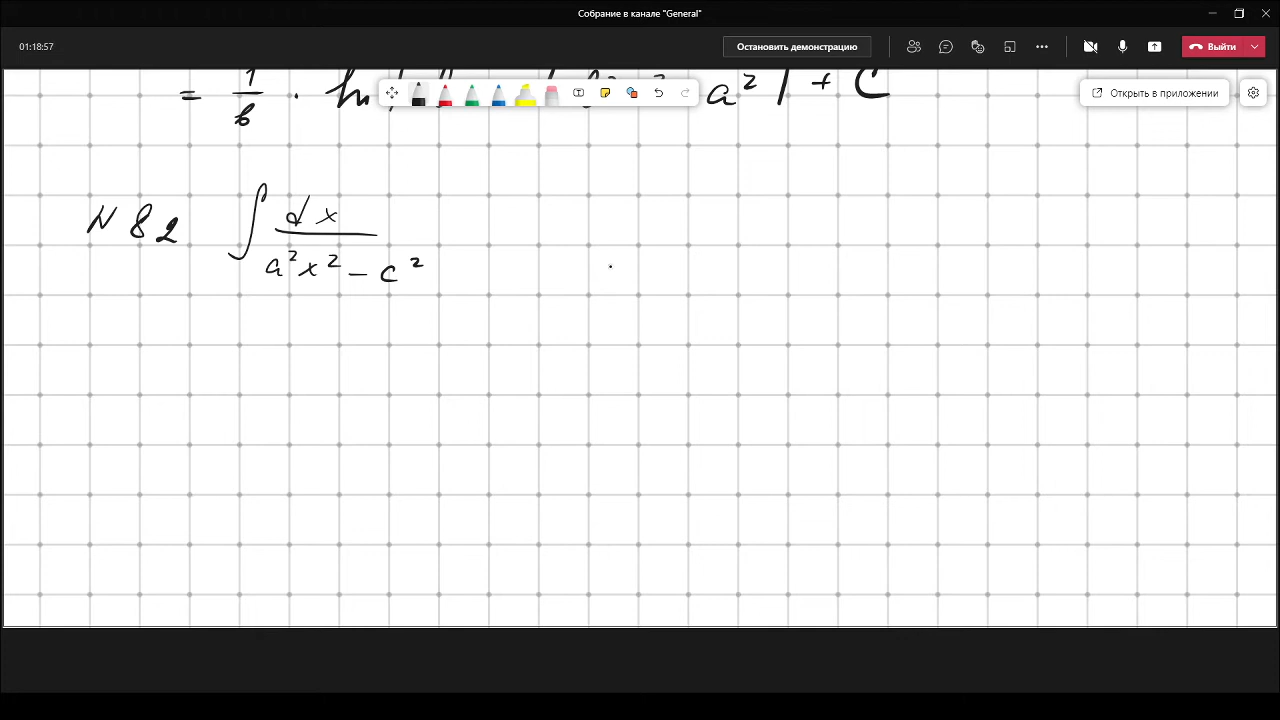 Собрание в канале "General"
01:18:57
Остановить демонстрацию
Выйти
= 1/b · ln a² | + C
Открыть в приложении
N 82 ∫ dx / a²x² − c²